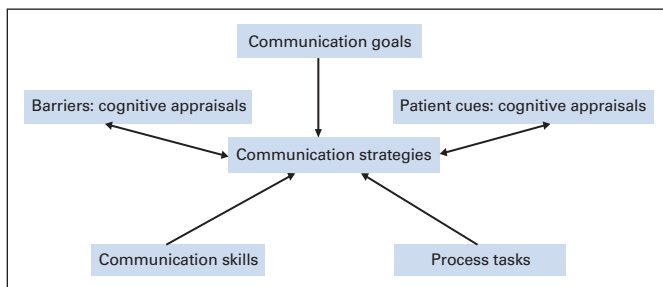 Communication goals
Barriers: cognitive appraisals
Patient cues: cognitive appraisals
Communication strategies
Communication skills
Process tasks